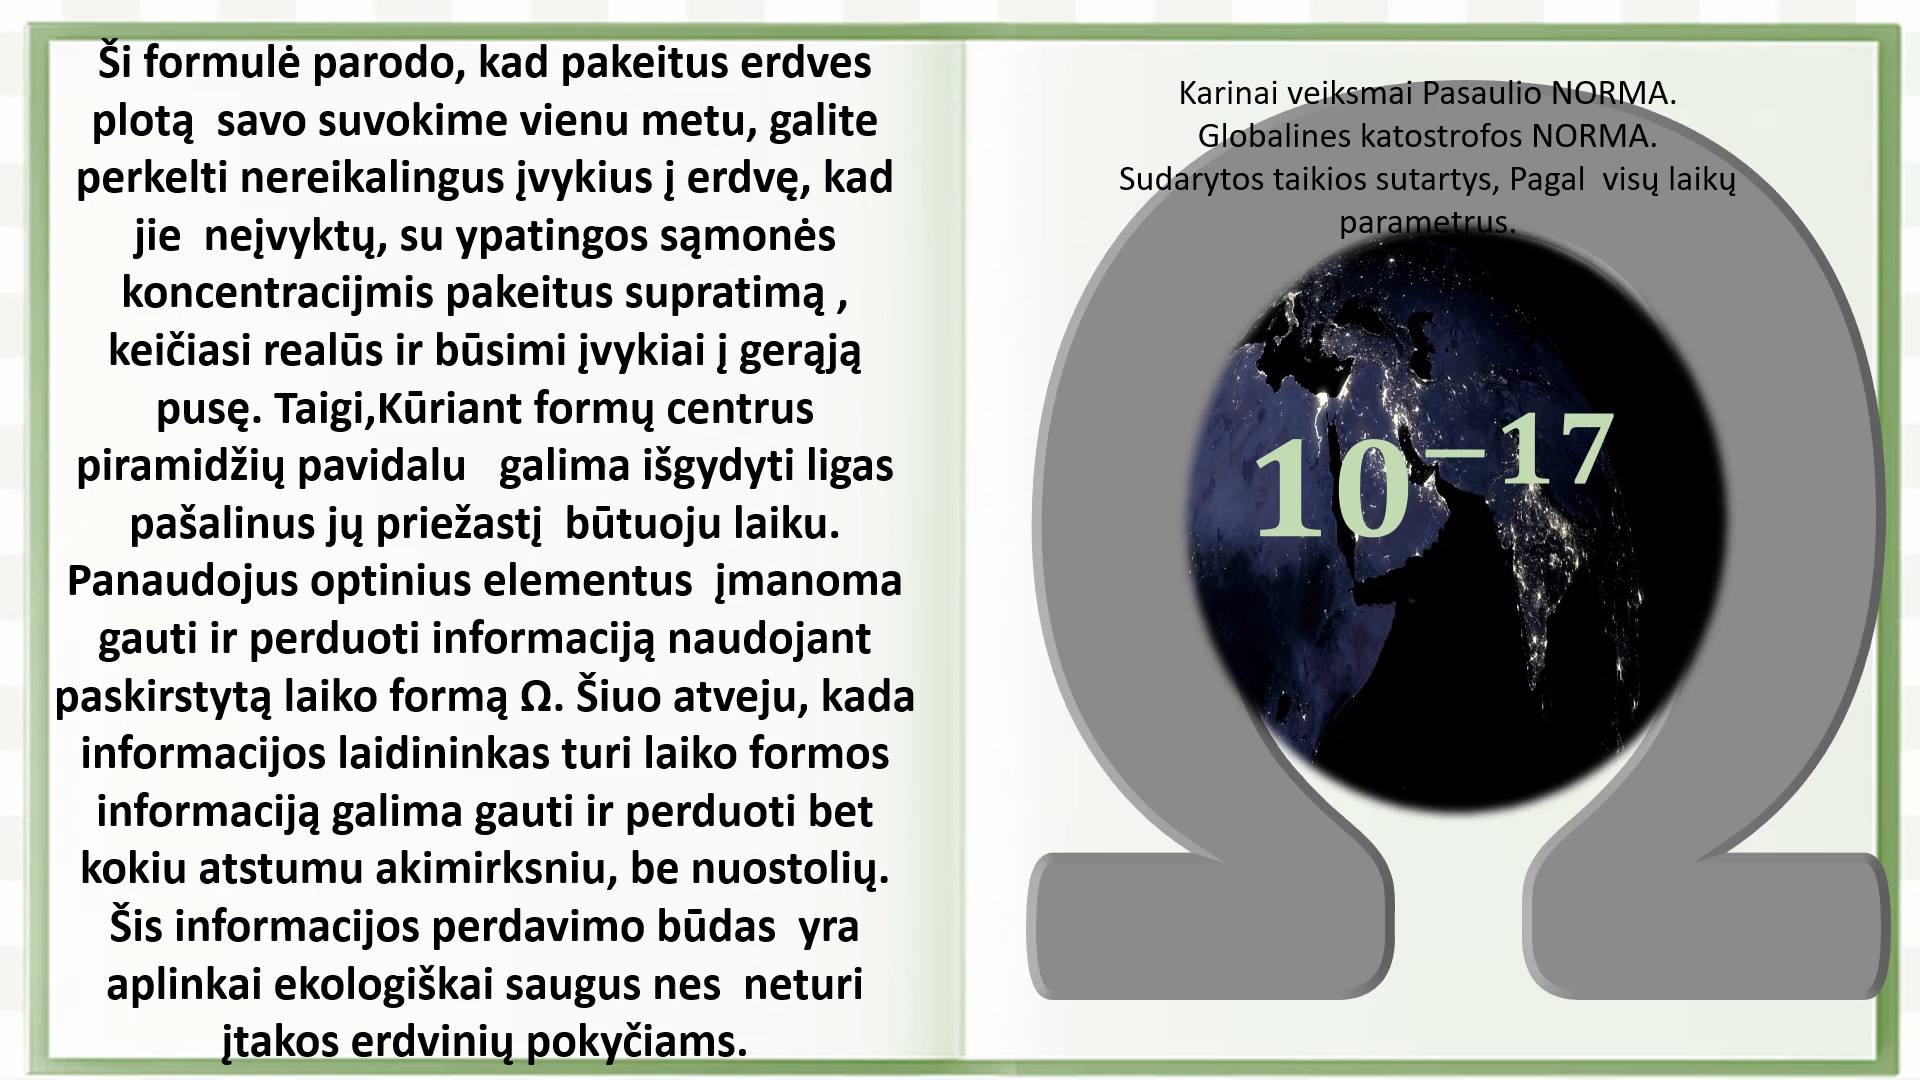 Ši formulė parodo, kad pakeitus erdves
plotą savo suvokime vienu metu, galite
perkelti nereikalingus įvykius į erdvę, kad
jie neįvyktų, su ypatingos sąmonės
koncentracijmis pakeitus supratimą ,
keičiasi realūs ir būsimi įvykiai į gerąją
pusę. Taigi,Kūriant formų centrus
piramidžių pavidalu galima išgydyti ligas
pašalinus jų priežastį būtuoju laiku.
Panaudojus optinius elementus įmanoma
gauti ir perduoti informaciją naudojant
paskirstytą laiko formą Ω. Šiuo atveju, kada
informacijos laidininkas turi laiko formos
informaciją galima gauti ir perduoti bet
kokiu atstumu akimirksniu, be nuostolių.
Šis informacijos perdavimo būdas yra
aplinkai ekologiškai saugus nes neturi
įtakos erdvinių pokyčiams.
Karinai veiksmai Pasaulio NORMA.
Globalines katostrofos NORMA.
Sudarytos taikios sutartys, Pagal visų laikų
parametrus.
10⁻¹⁷
Ω